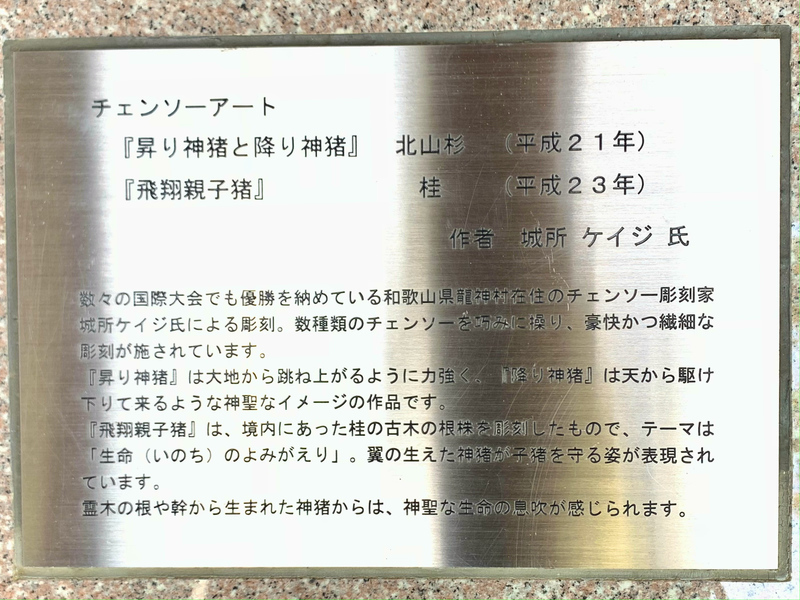 チェンソーアート
『昇り神猪と降り神猪』 北山杉 （平成２１年）
『飛翔親子猪』 桂 （平成２３年）
作者 城所 ケイジ 氏
数々の国際大会でも優勝を納めている和歌山県龍神村在住のチェンソー彫刻家
城所ケイジ氏による彫刻。数種類のチェンソーを巧みに操り、豪快かつ繊細な
彫刻が施されています。
『昇り神猪』は大地から跳ね上がるように力強く、『降り神猪』は天から駆け
下りて来るような神聖なイメージの作品です。
『飛翔親子猪』は、境内にあった桂の古木の根株を彫刻したもので、テーマは
「生命（いのち）のよみがえり」。翼の生えた神猪が子猪を守る姿が表現され
ています。
霊木の根や幹から生まれた神猪からは、神聖な生命の息吹が感じられます。